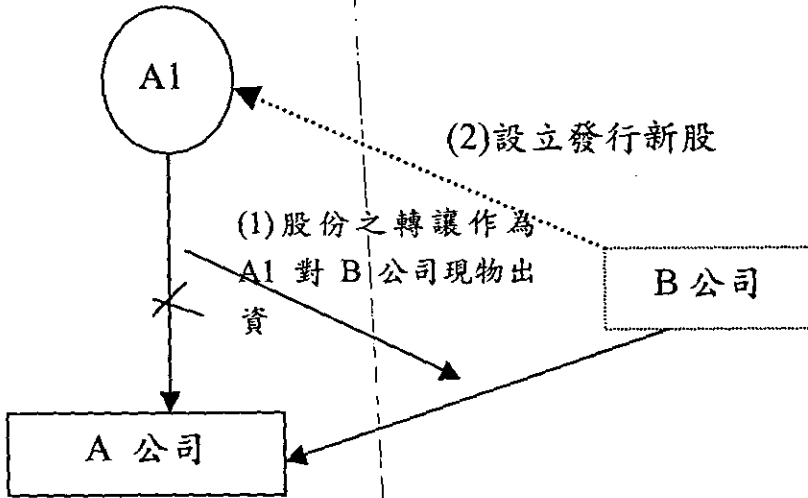 A1
(2)設立發行新股
(1)股份之轉讓作為
A1 對 B 公司現物出
資
B 公司
A 公司